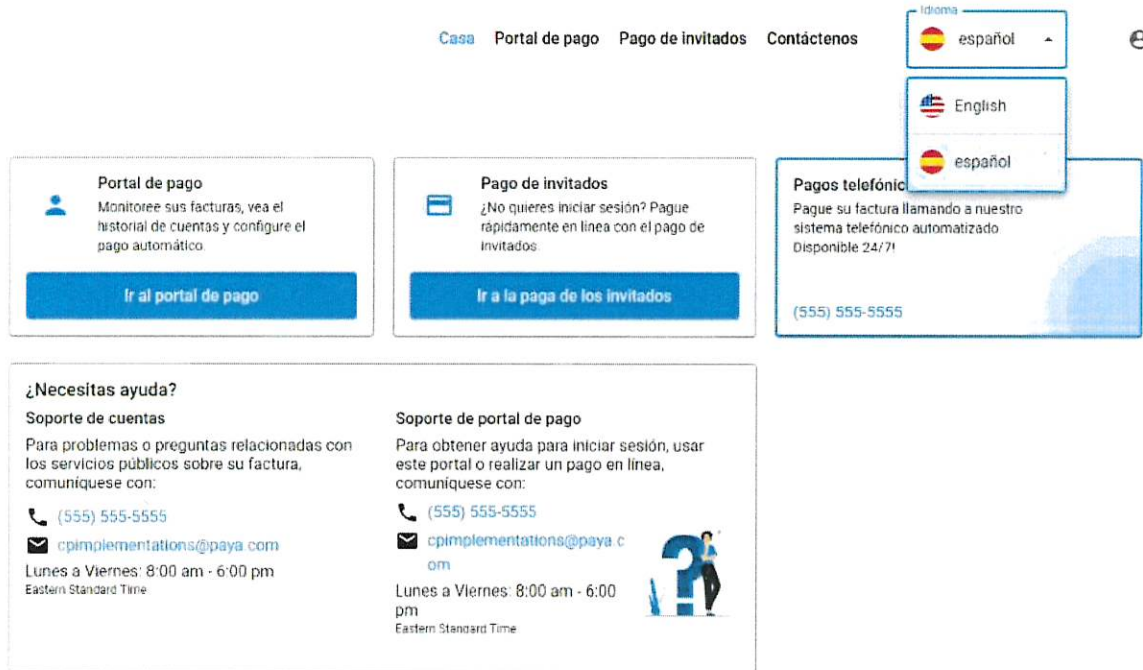 Casa Portal de pago Pago de invitados Contáctenos
Idioma
español
English
español
Portal de pago
Monitoree sus facturas, vea el
historial de cuentas y configure el
pago automático.
Ir al portal de pago
Pago de invitados
¿No quieres iniciar sesión? Pague
rápidamente en línea con el pago de
invitados.
Ir a la paga de los invitados
Pagos telefónic
Pague su factura llamando a nuestro
sistema telefónico automatizado.
Disponible 24/7!
(555) 555-5555
¿Necesitas ayuda?
Soporte de cuentas
Para problemas o preguntas relacionadas con
los servicios públicos sobre su factura,
comuníquese con:
(555) 555-5555
cpimplementations@paya.com
Lunes a Viernes: 8:00 am - 6:00 pm
Eastern Standard Time
Soporte de portal de pago
Para obtener ayuda para iniciar sesión, usar
este portal o realizar un pago en línea,
comuníquese con:
(555) 555-5555
cpimplementations@paya.c
om
Lunes a Viernes: 8:00 am - 6:00
pm
Eastern Standard Time